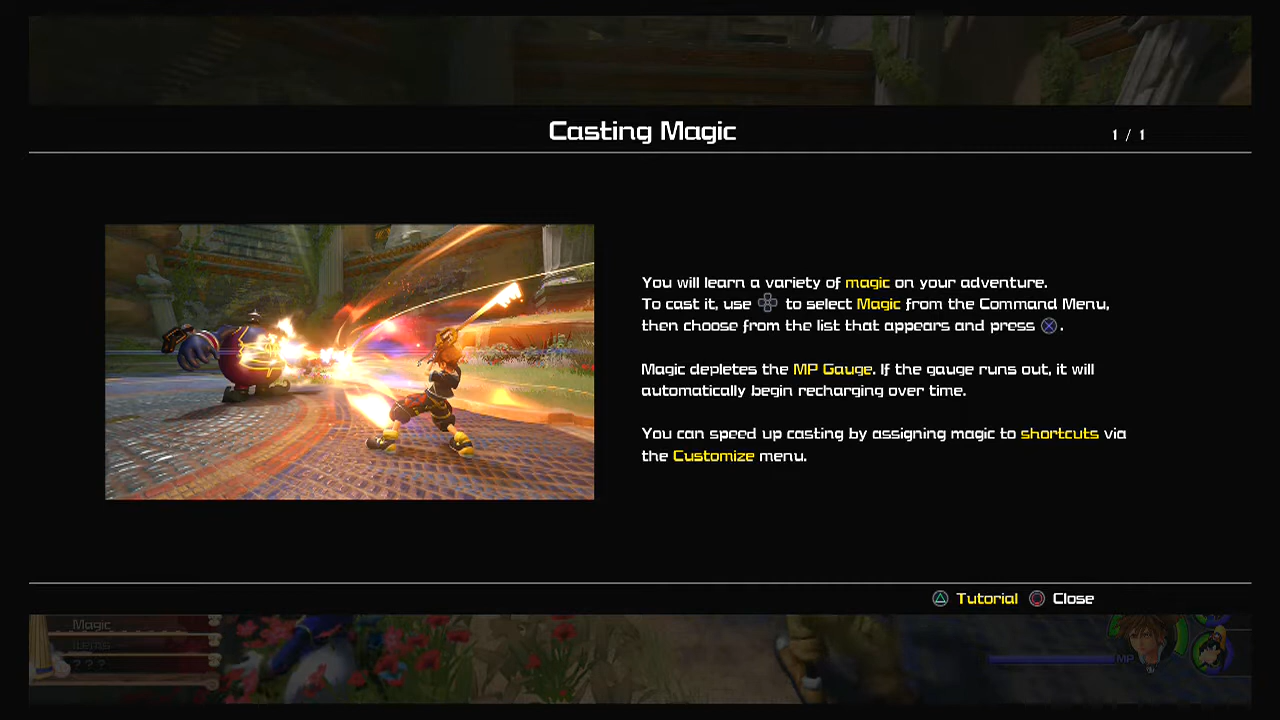 Casting Magic
1 / 1
You will learn a variety of magic on your adventure.
To cast it, use to select Magic from the Command Menu,
then choose from the list that appears and press .
Magic depletes the MP Gauge. If the gauge runs out, it will
automatically begin recharging over time.
You can speed up casting by assigning magic to shortcuts via
the Customize menu.
Tutorial Close
Magic
Items
? ? ?
MP